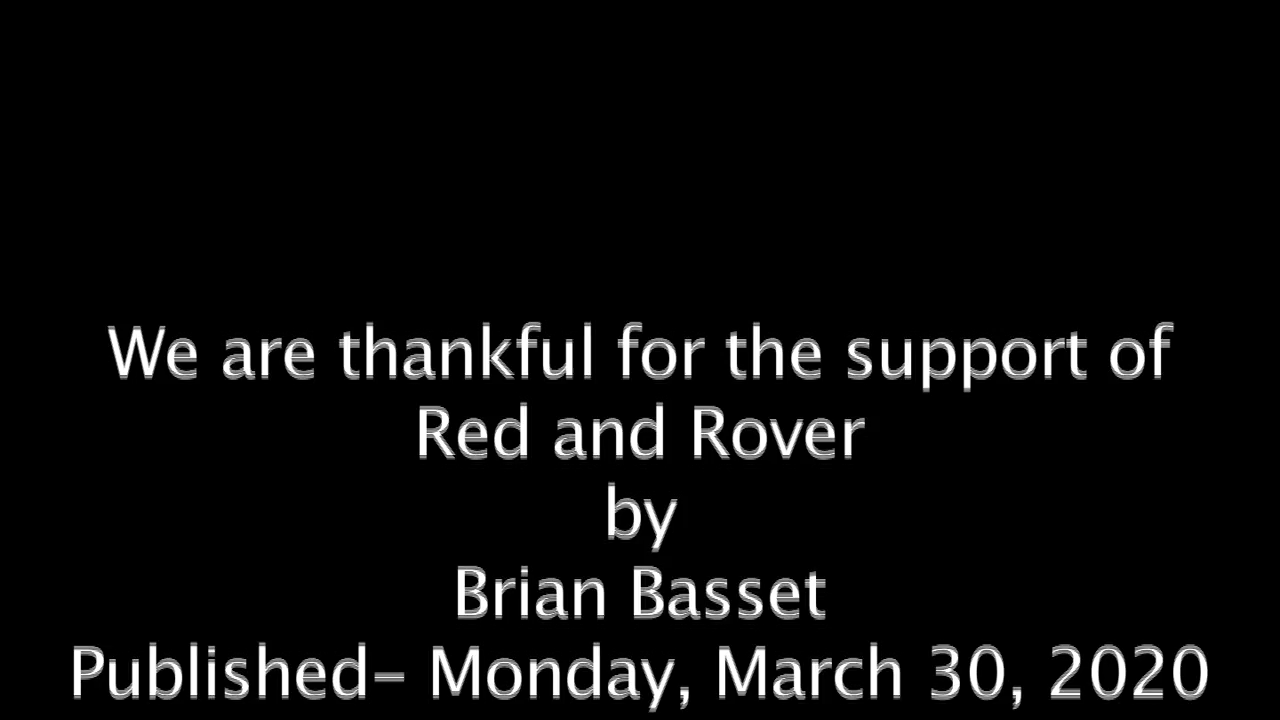 We are thankful for the support of
Red and Rover
by
Brian Basset
Published- Monday, March 30, 2020